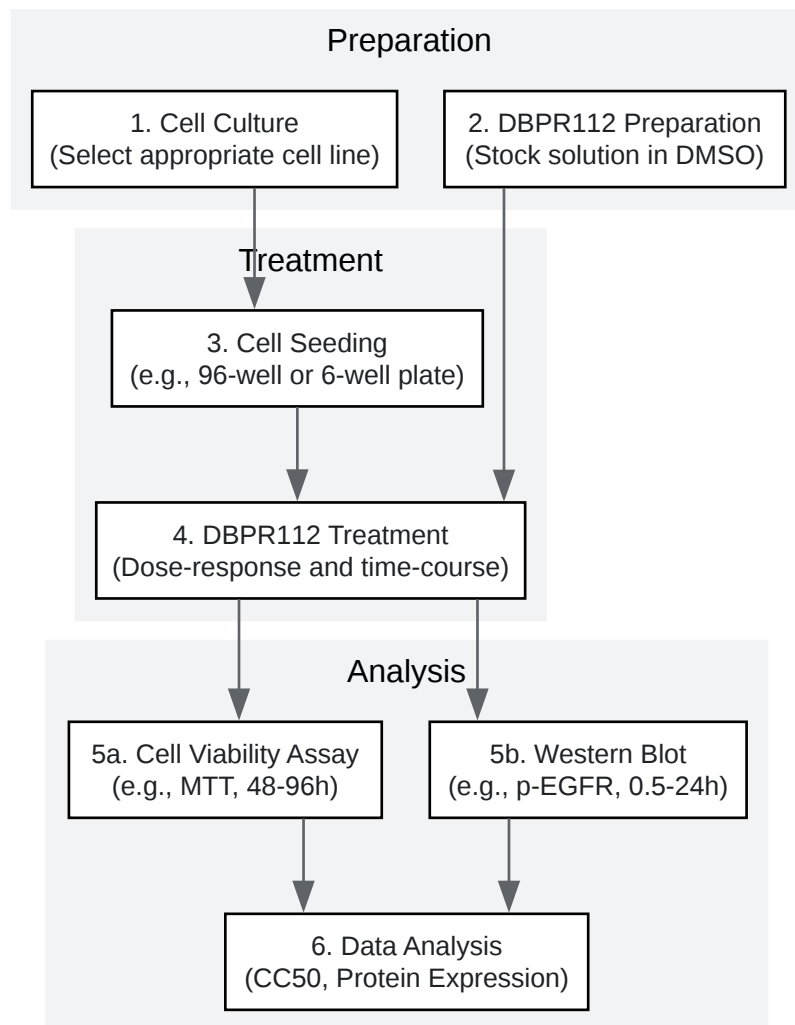 Preparation
1. Cell Culture
(Select appropriate cell line)
2. DBPR112 Preparation
(Stock solution in DMSO)
Treatment
3. Cell Seeding
(e.g., 96-well or 6-well plate)
4. DBPR112 Treatment
(Dose-response and time-course)
Analysis
5a. Cell Viability Assay
(e.g., MTT, 48-96h)
5b. Western Blot
(e.g., p-EGFR, 0.5-24h)
6. Data Analysis
(CC50, Protein Expression)